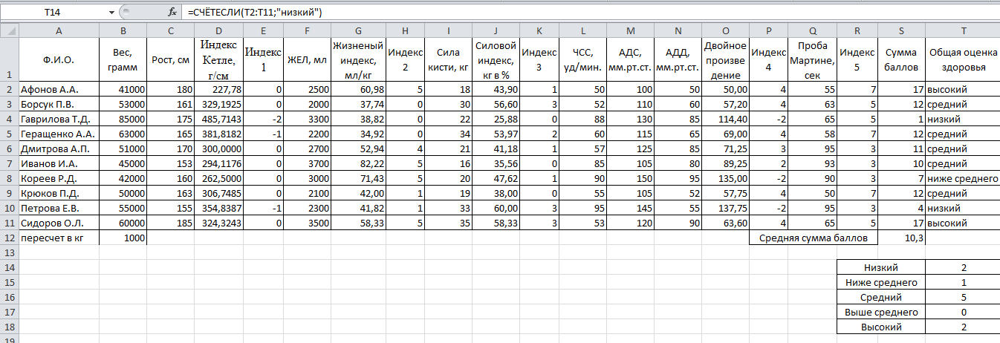 T14 fx =СЧЁТЕСЛИ(T2:T11;"низкий")
A B C D E F G H I J K L M N O P Q R S T
1 Ф.И.О. Вес, грамм Рост, см Индекс Кетле, г/см Индекс 1 ЖЕЛ, мл Жизненый индекс, мл/кг Индекс 2 Сила кисти, кг Силовой индекс, кг в % Индекс 3 ЧСС, уд/мин. АДС, мм.рт.ст. АДД, мм.рт.ст. Двойное произве дение Индекс 4 Проба Мартине, сек Индекс 5 Сумма баллов Общая оценка здоровья
2 Афонов А.А. 41000 180 227,78 0 2500 60,98 5 18 43,90 1 50 100 50 50,00 4 55 7 17 высокий
3 Борсук П.В. 53000 161 329,1925 0 2000 37,74 0 30 56,60 3 52 110 60 57,20 4 63 5 12 средний
4 Гаврилова Т.Д. 85000 175 485,7143 -2 3300 38,82 0 22 25,88 0 88 130 85 114,40 -2 65 5 1 низкий
5 Геращенко А.А. 63000 165 381,8182 -1 2200 34,92 0 34 53,97 2 60 115 65 69,00 4 58 7 12 средний
6 Дмитрова А.П. 51000 170 300,0000 0 2700 52,94 4 21 41,18 1 57 125 85 71,25 3 95 3 11 средний
7 Иванов И.А. 45000 153 294,1176 0 3700 82,22 5 16 35,56 0 85 105 80 89,25 2 93 3 10 средний
8 Кореев Р.Д. 42000 160 262,5000 0 3000 71,43 5 20 47,62 1 90 150 95 135,00 -2 90 3 7 ниже среднего
9 Крюков П.Д. 50000 163 306,7485 0 2100 42,00 1 19 38,00 0 55 105 52 57,75 4 50 7 12 средний
10 Петрова Е.В. 55000 155 354,8387 -1 2300 41,82 1 33 60,00 3 95 145 55 137,75 -2 95 3 4 низкий
11 Сидоров О.Л. 60000 185 324,3243 0 3500 58,33 5 35 58,33 3 53 120 90 63,60 4 65 5 17 высокий
12 пересчет в кг 1000 Средняя сумма баллов 10,3
13
14 Низкий 2
15 Ниже среднего 1
16 Средний 5
17 Выше среднего 0
18 Высокий 2
19